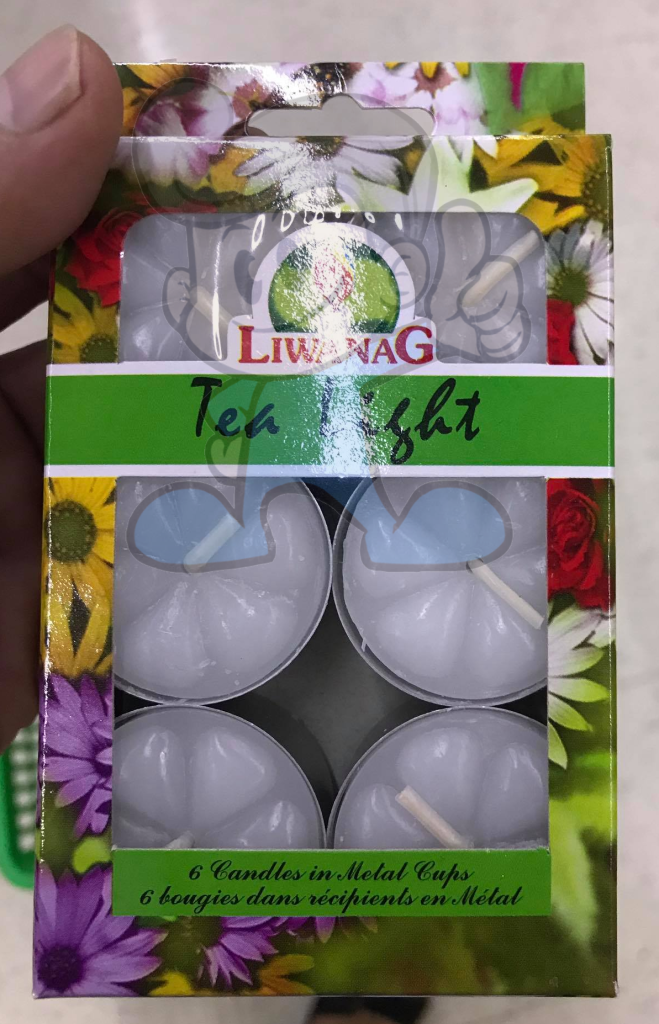 LIWANAG
Tea Light
6 Candles in Metal Cups
6 bougies dans récipients en Métal